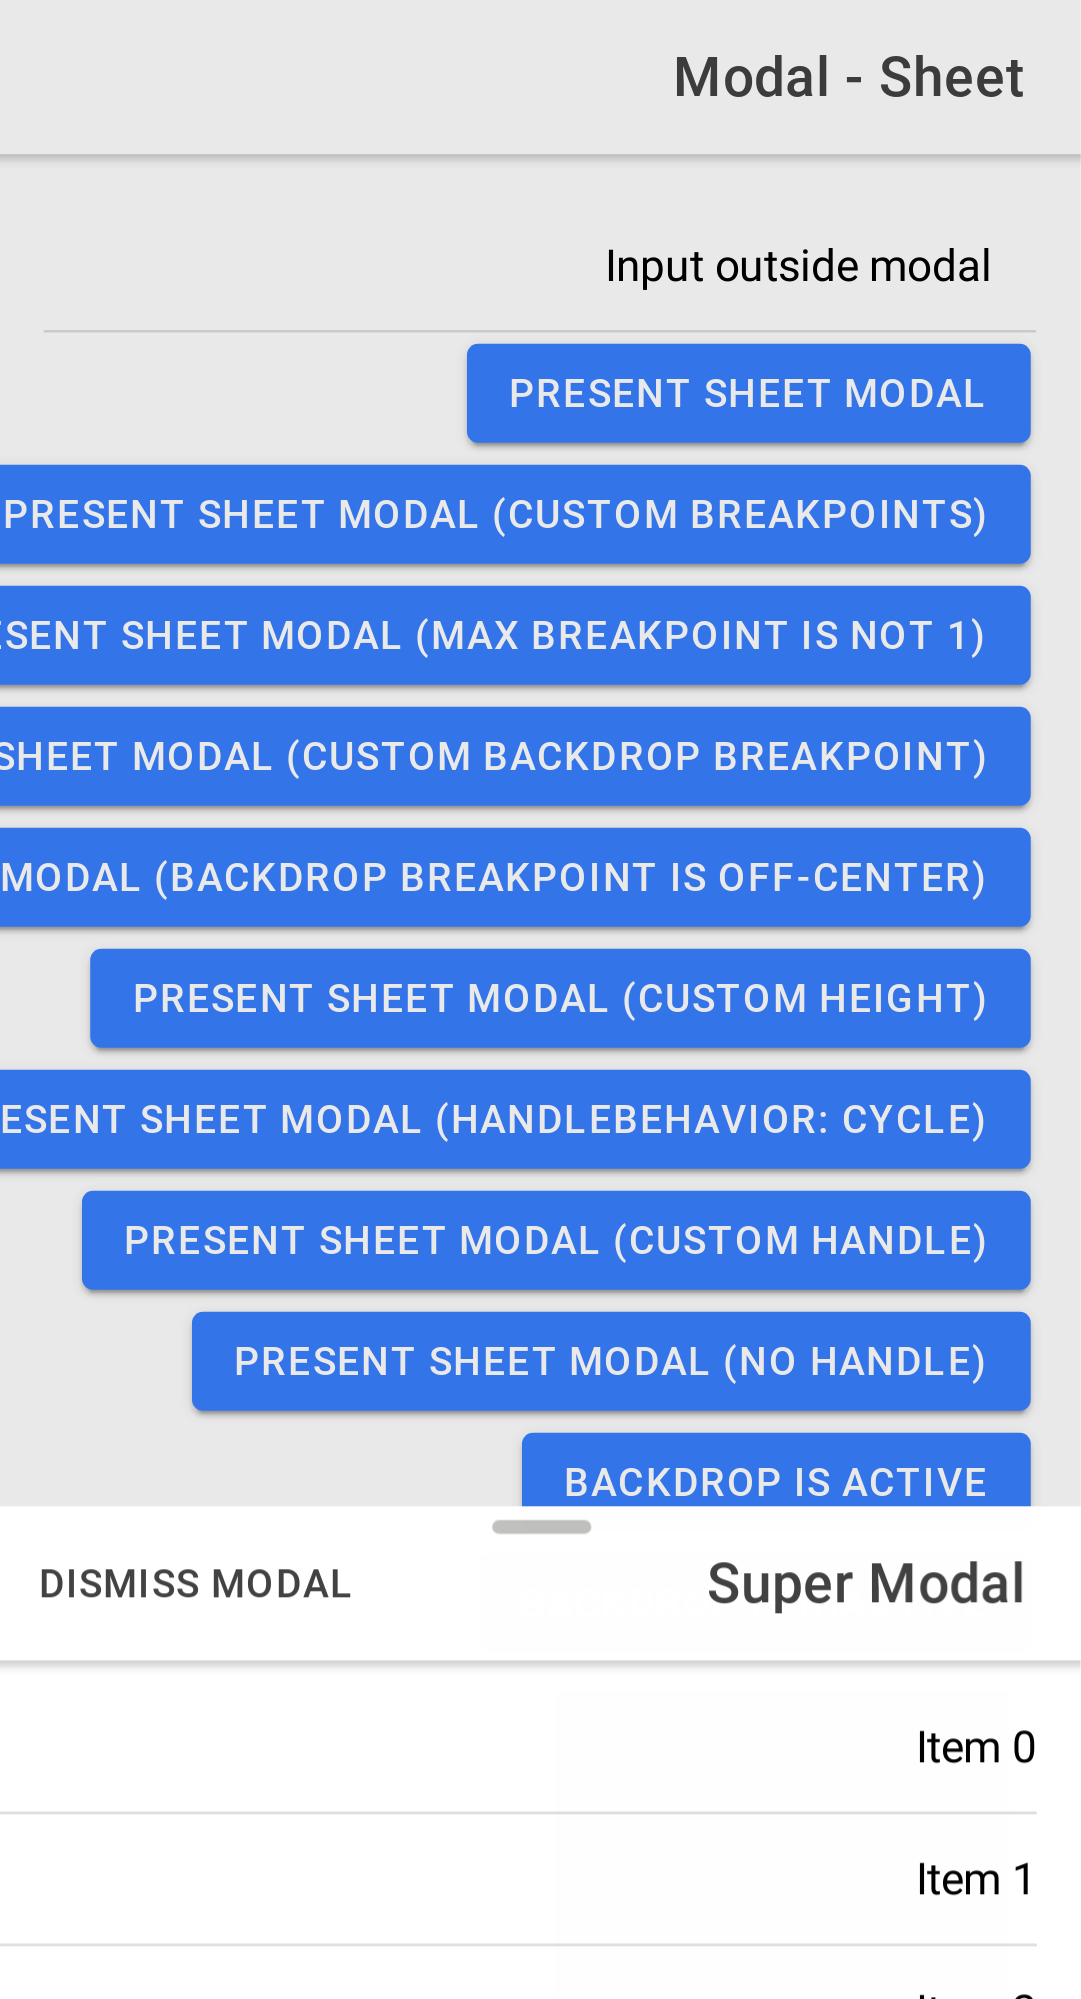 Modal - Sheet
Input outside modal
PRESENT SHEET MODAL
PRESENT SHEET MODAL (CUSTOM BREAKPOINTS)
SHEET MODAL (MAX BREAKPOINT IS NOT 1)
SHEET MODAL (CUSTOM BACKDROP BREAKPOINT)
MODAL (BACKDROP BREAKPOINT IS OFF-CENTER)
PRESENT SHEET MODAL (CUSTOM HEIGHT)
SHEET MODAL (HANDLEBEHAVIOR: CYCLE)
PRESENT SHEET MODAL (CUSTOM HANDLE)
PRESENT SHEET MODAL (NO HANDLE)
BACKDROP IS ACTIVE
DISMISS MODAL
Super Modal
Item 0
Item 1